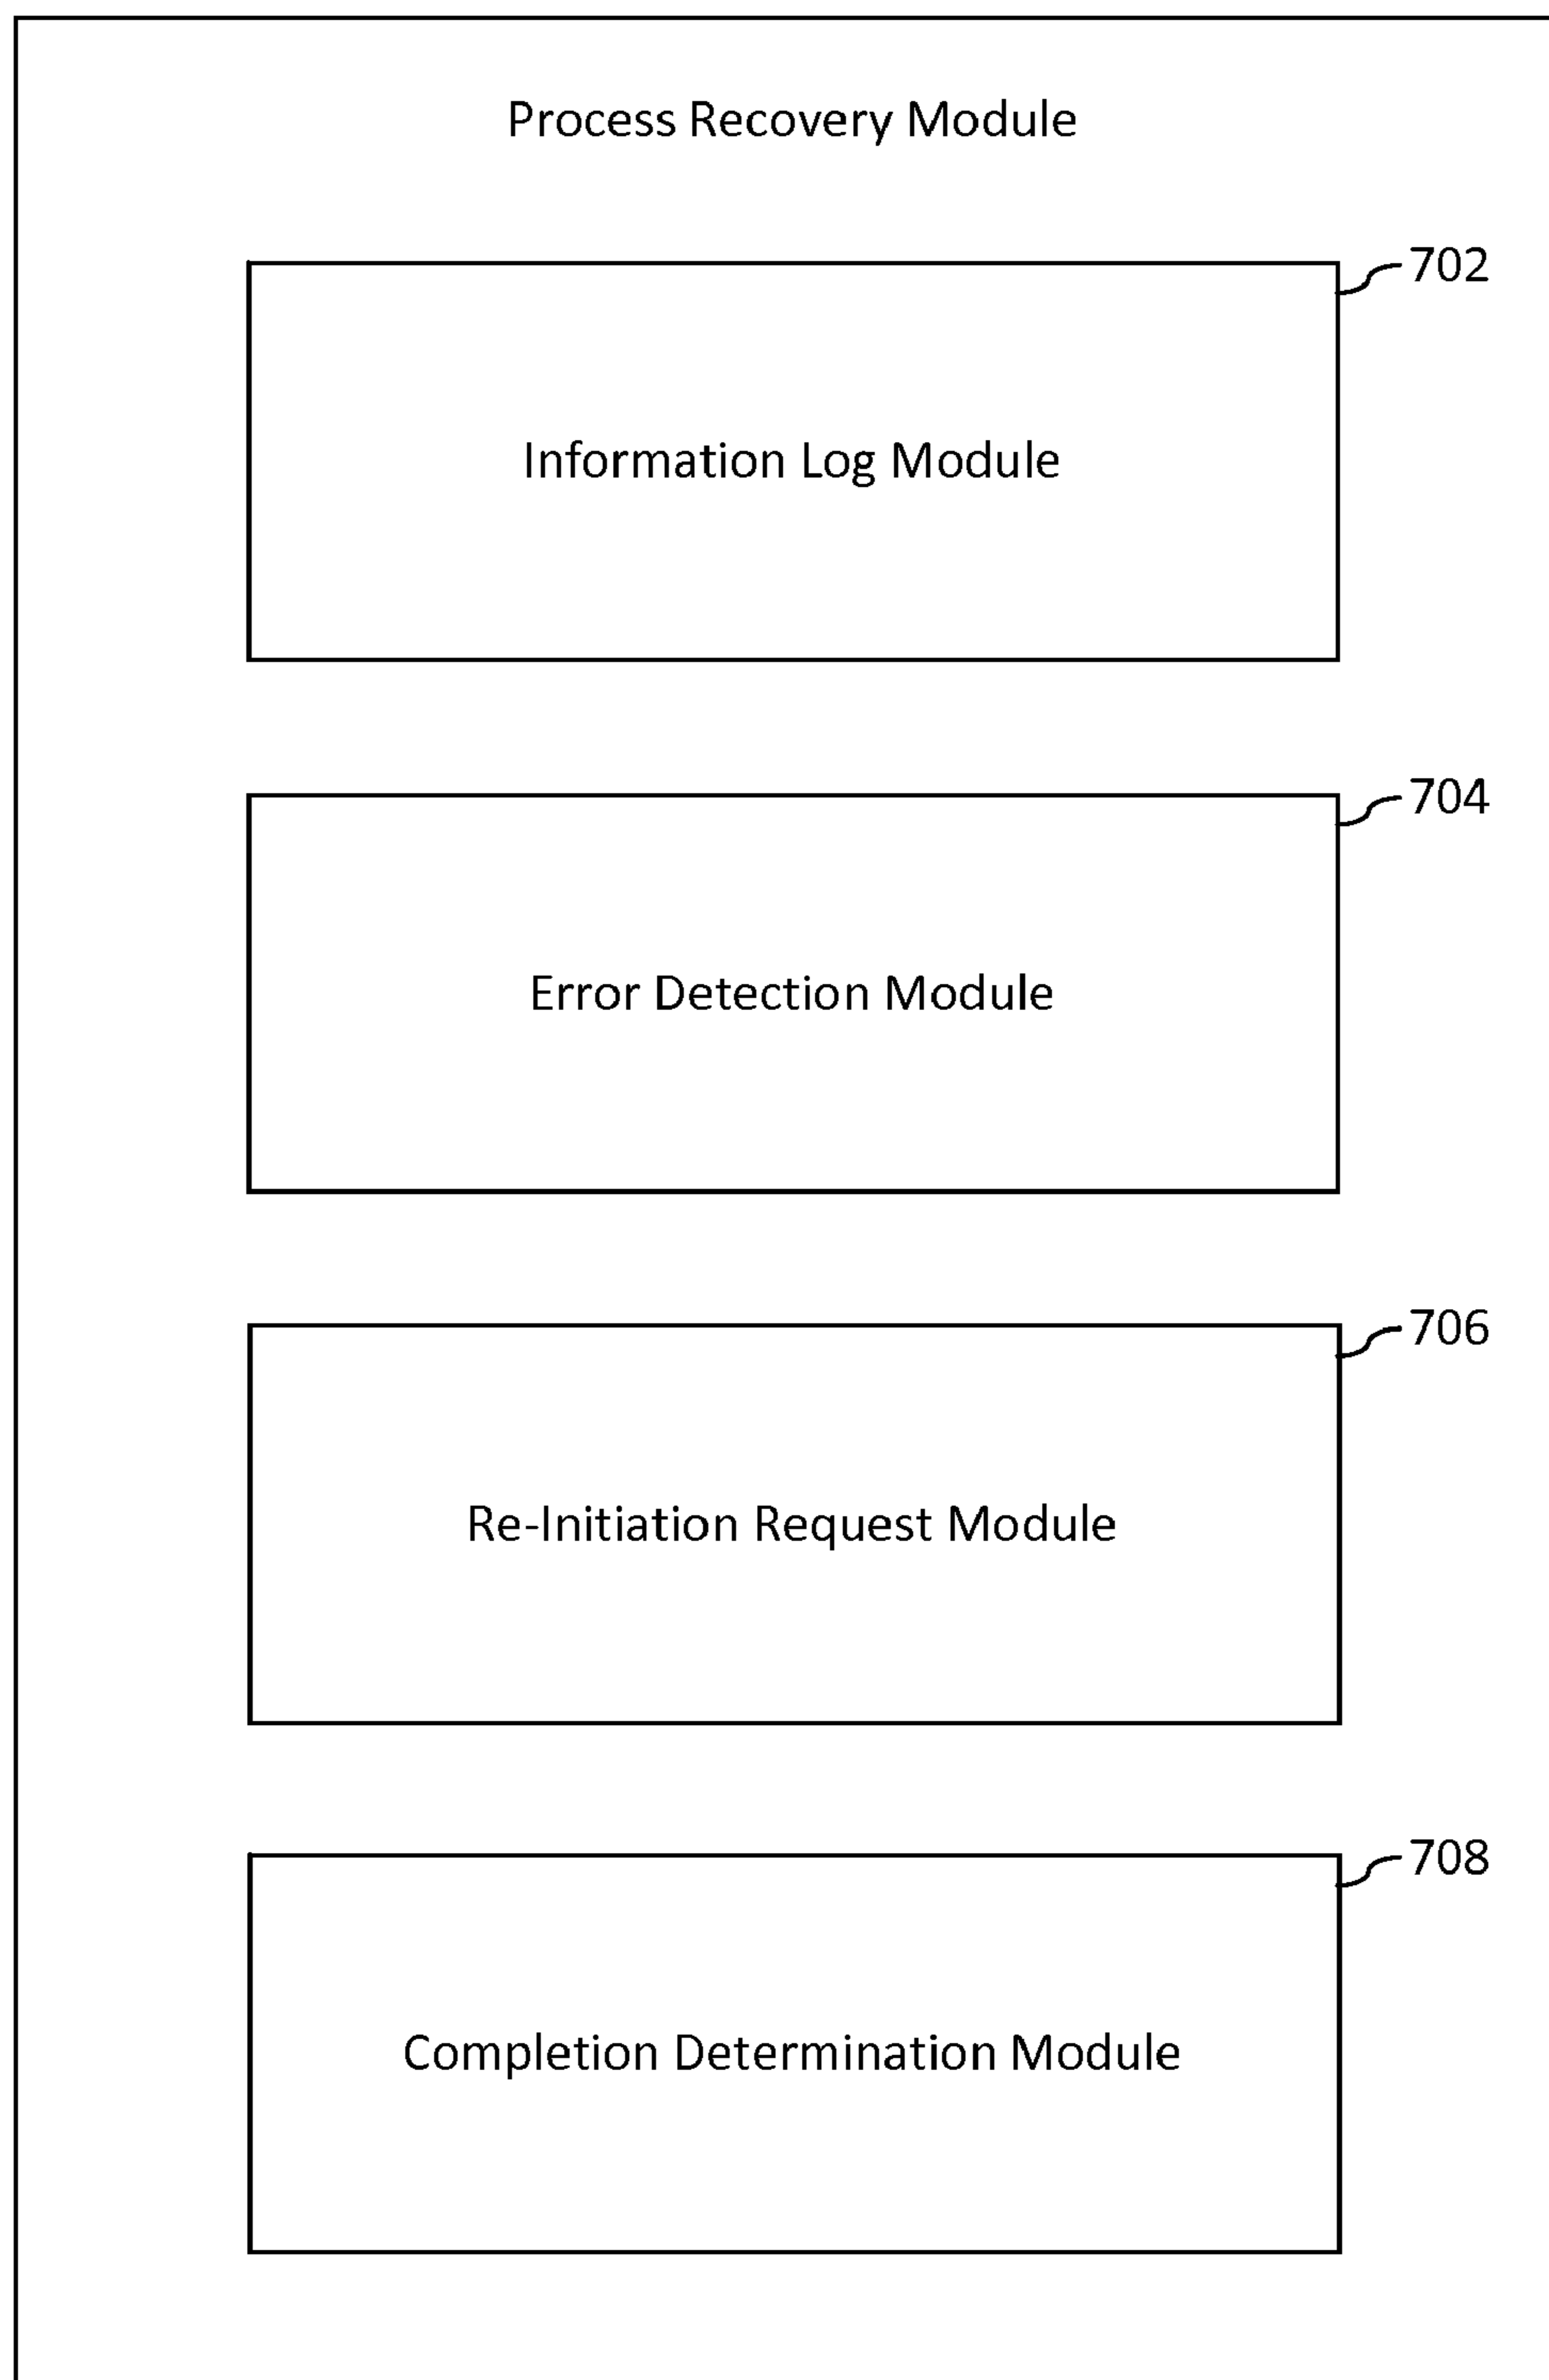 Process Recovery Module
702
Information Log Module
704
Error Detection Module
706
Re-Initiation Request Module
708
Completion Determination Module